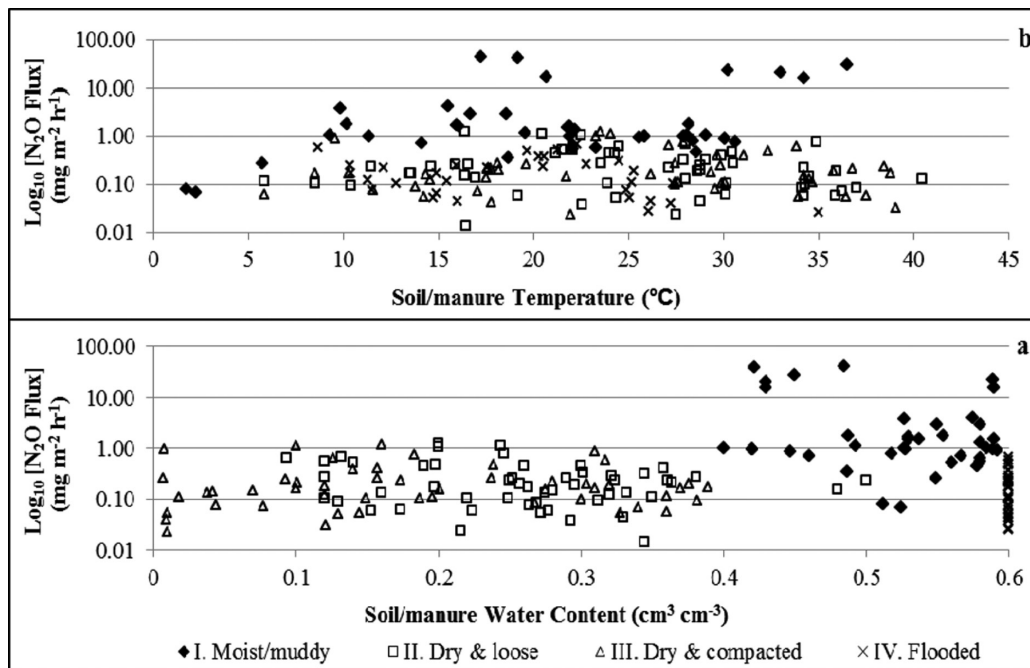 b
Log₁₀ [N₂O Flux]
(mg m⁻² hr⁻¹)
100.00
10.00
1.00
0.10
0.01
0 5 10 15 20 25 30 35 40 45
Soil/manure Temperature (°C)
a
Log₁₀ [N₂O Flux]
(mg m⁻² hr⁻¹)
100.00
10.00
1.00
0.10
0.01
0 0.1 0.2 0.3 0.4 0.5 0.6
Soil/manure Water Content (cm³ cm⁻³)
I. Moist/muddy II. Dry & loose III. Dry & compacted IV. Flooded